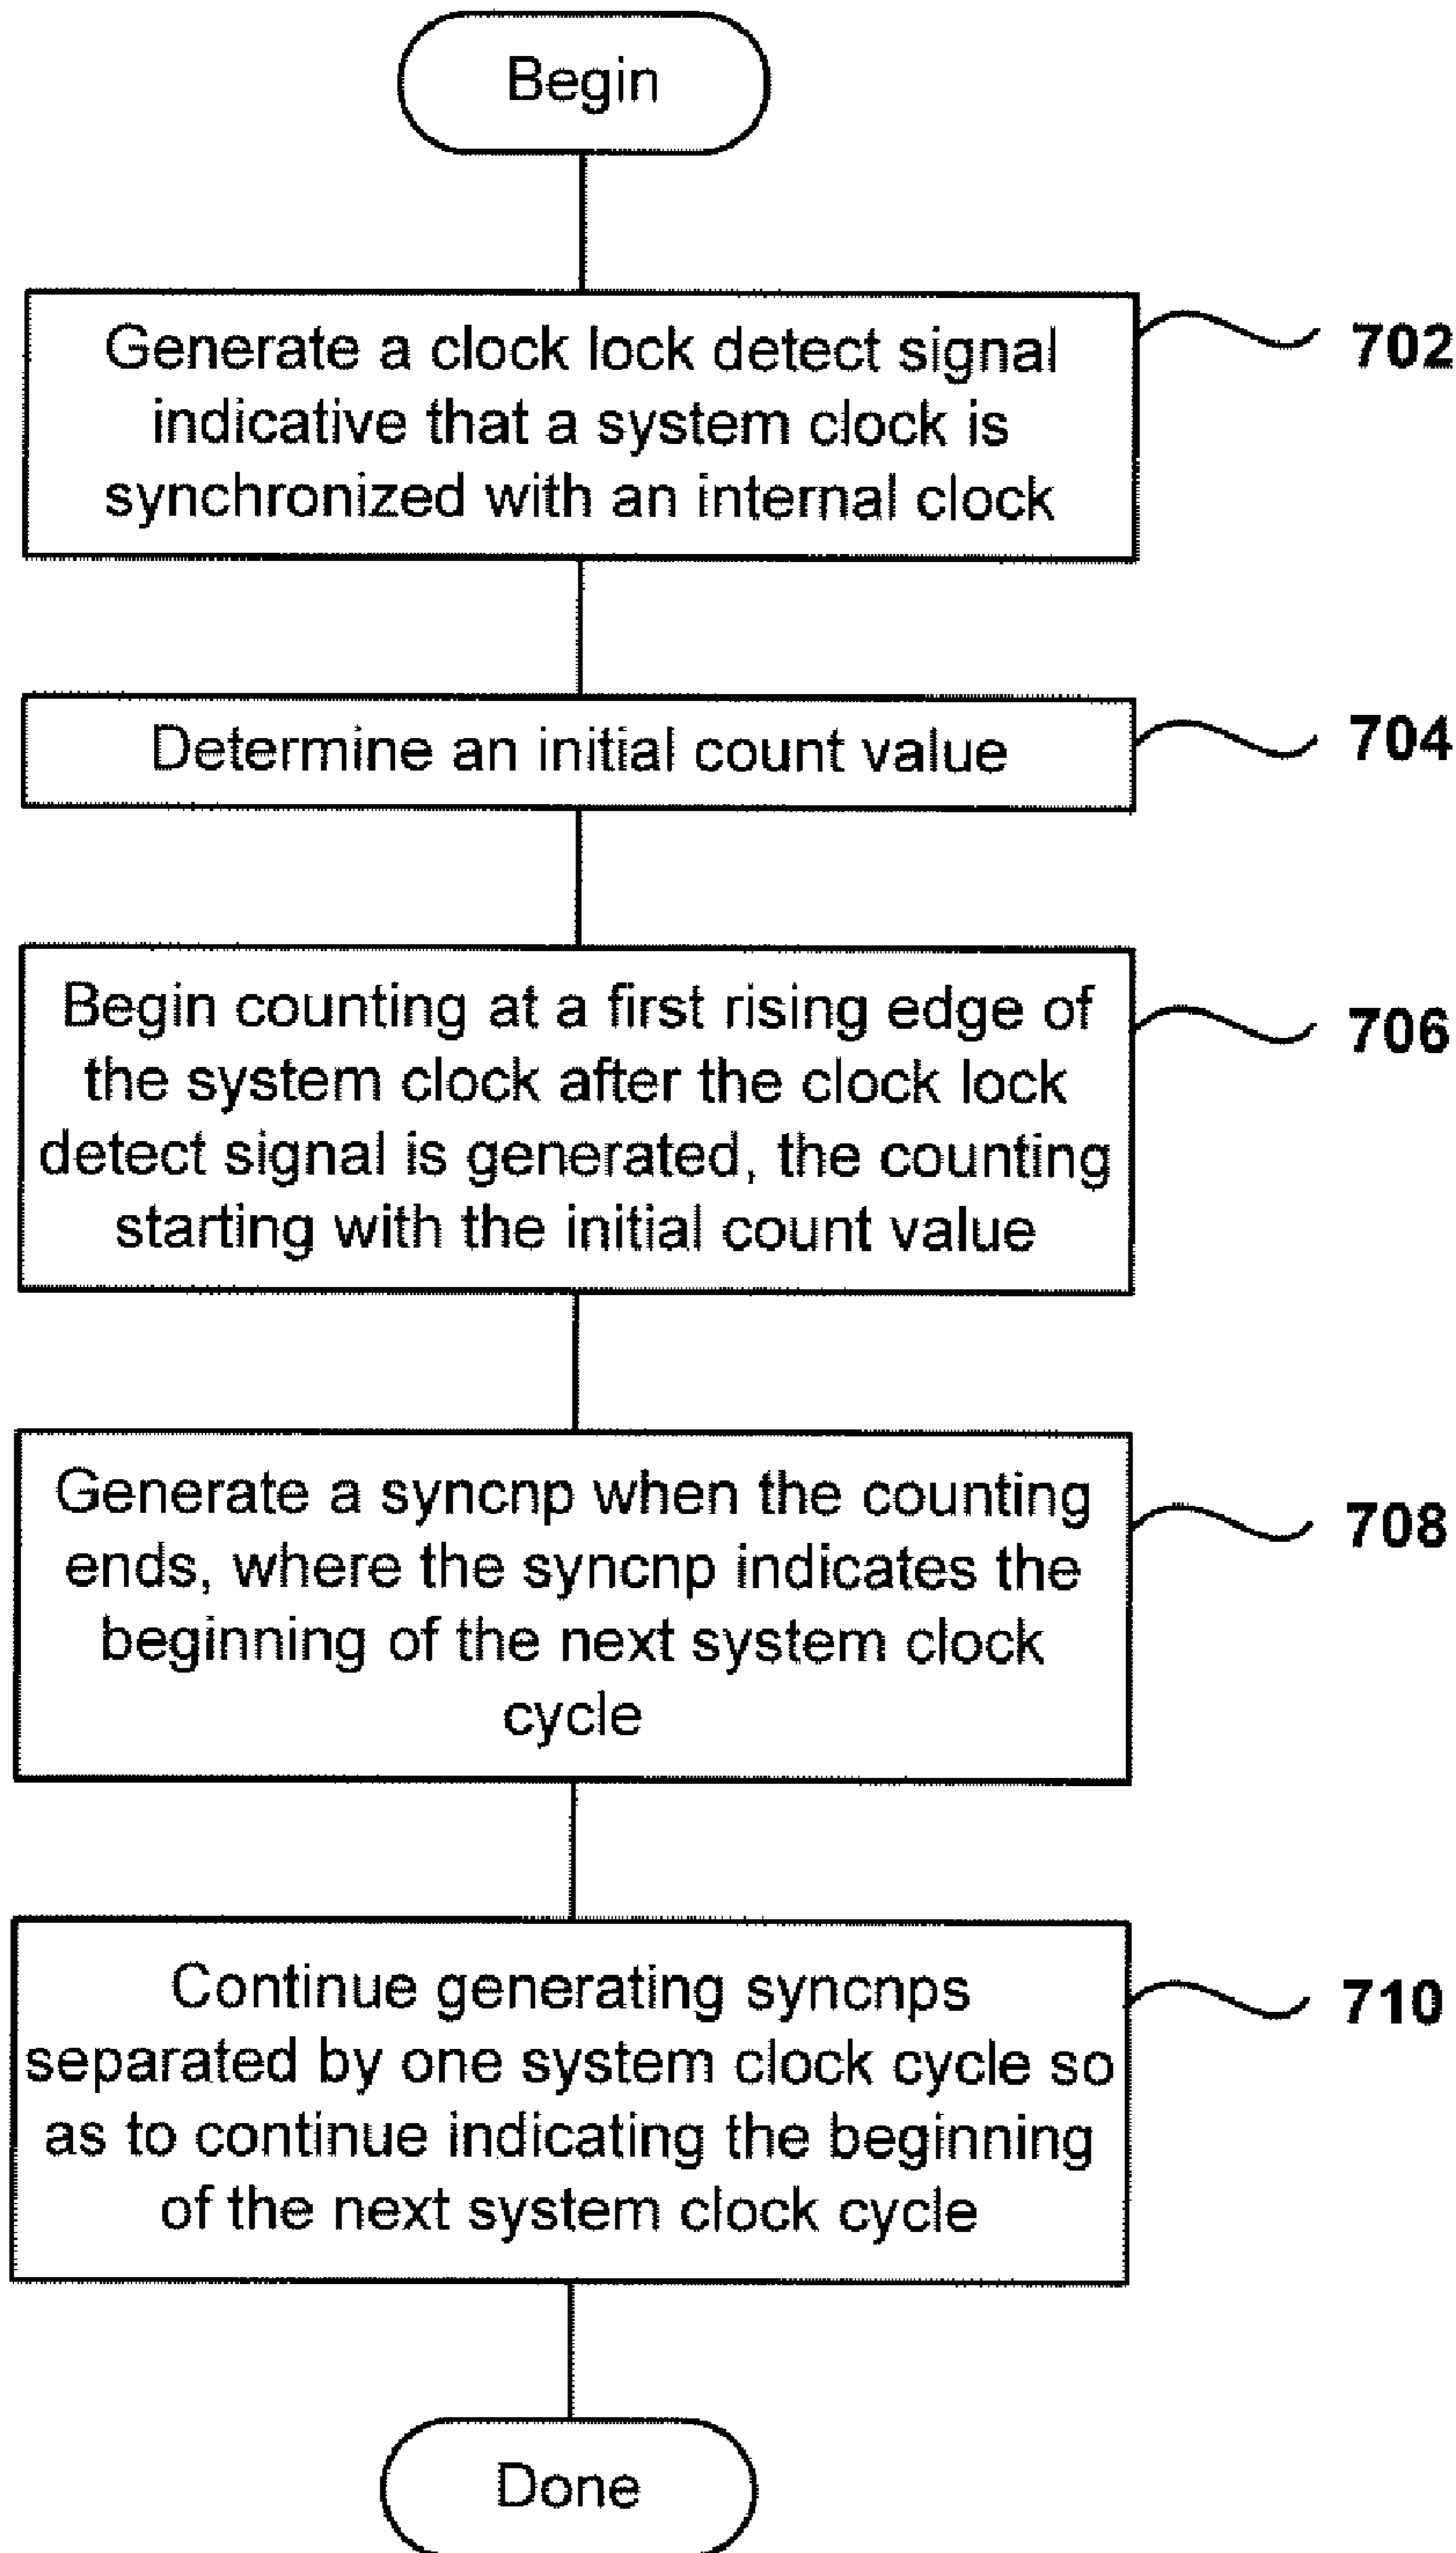 Begin
Generate a clock lock detect signal
indicative that a system clock is
synchronized with an internal clock
702
Determine an initial count value
704
Begin counting at a first rising edge of
the system clock after the clock lock
detect signal is generated, the counting
starting with the initial count value
706
Generate a syncnp when the counting
ends, where the syncnp indicates the
beginning of the next system clock
cycle
708
Continue generating syncnps
separated by one system clock cycle so
as to continue indicating the beginning
of the next system clock cycle
710
Done